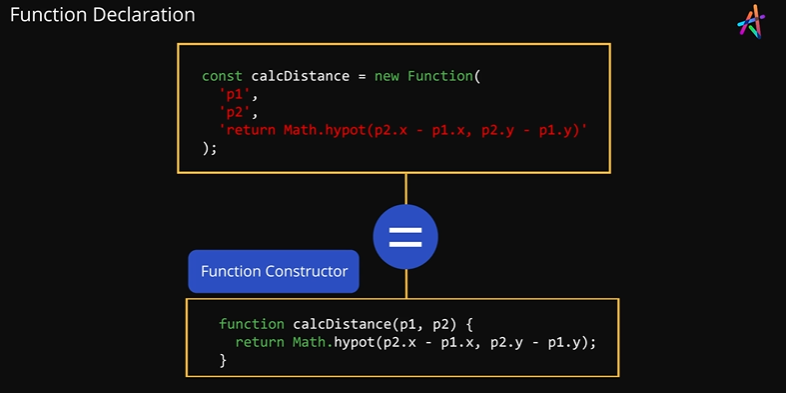 Function Declaration
const calcDistance = new Function(
'p1',
'p2',
'return Math.hypot(p2.x - p1.x, p2.y - p1.y)'
);
Function Constructor
function calcDistance(p1, p2) {
return Math.hypot(p2.x - p1.x, p2.y - p1.y);
}